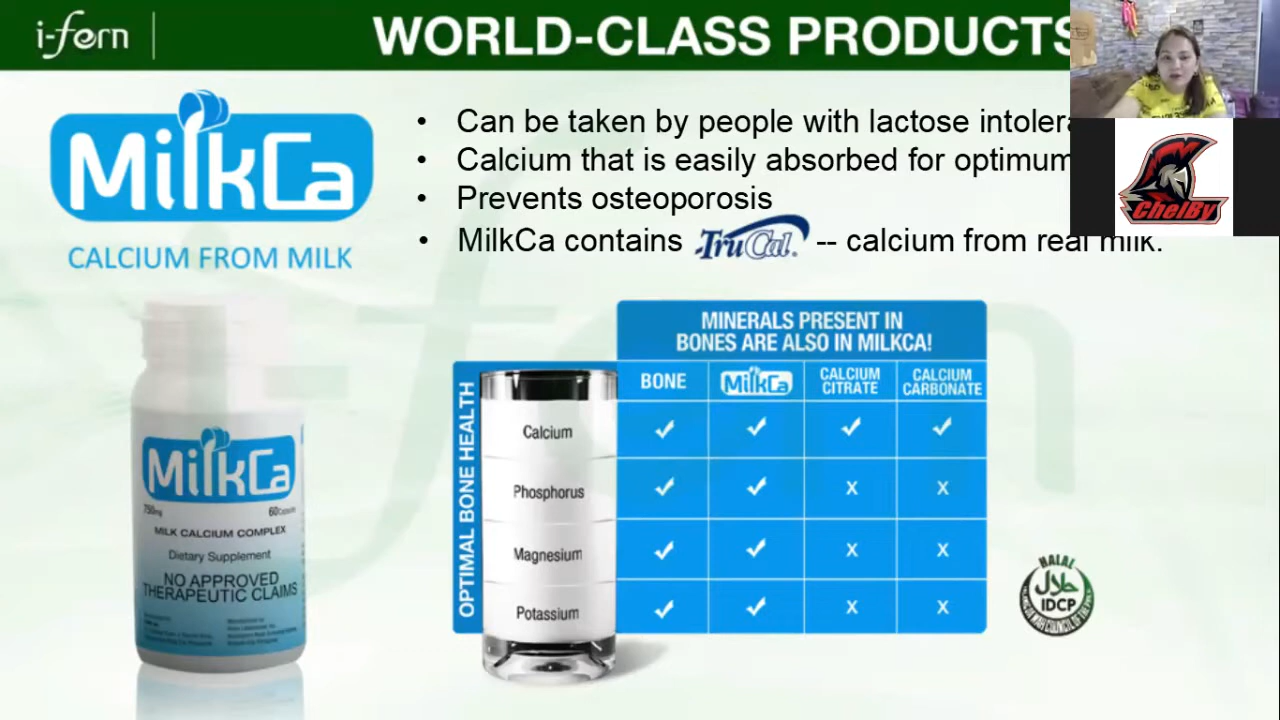 i-fern
WORLD-CLASS PRODUCTS
MilkCa
CALCIUM FROM MILK
• Can be taken by people with lactose
• Calcium that is easily absorbed for optimum
• Prevents osteoporosis
• MilkCa contains TruCal® -- calcium from real milk.
ChelBy
MINERALS PRESENT IN
BONES ARE ALSO IN MILKCA!
OPTIMAL BONE HEALTH
BONE MilkCa CALCIUM CITRATE CALCIUM CARBONATE
Calcium ✓ ✓ ✓ ✓
Phosphorus ✓ ✓ X X
Magnesium ✓ ✓ X X
Potassium ✓ ✓ X X
MilkCa
750mg 60Capsules
MILK CALCIUM COMPLEX
Dietary Supplement
NO APPROVED
THERAPEUTIC CLAIMS
HALAL
حلال
IDCP